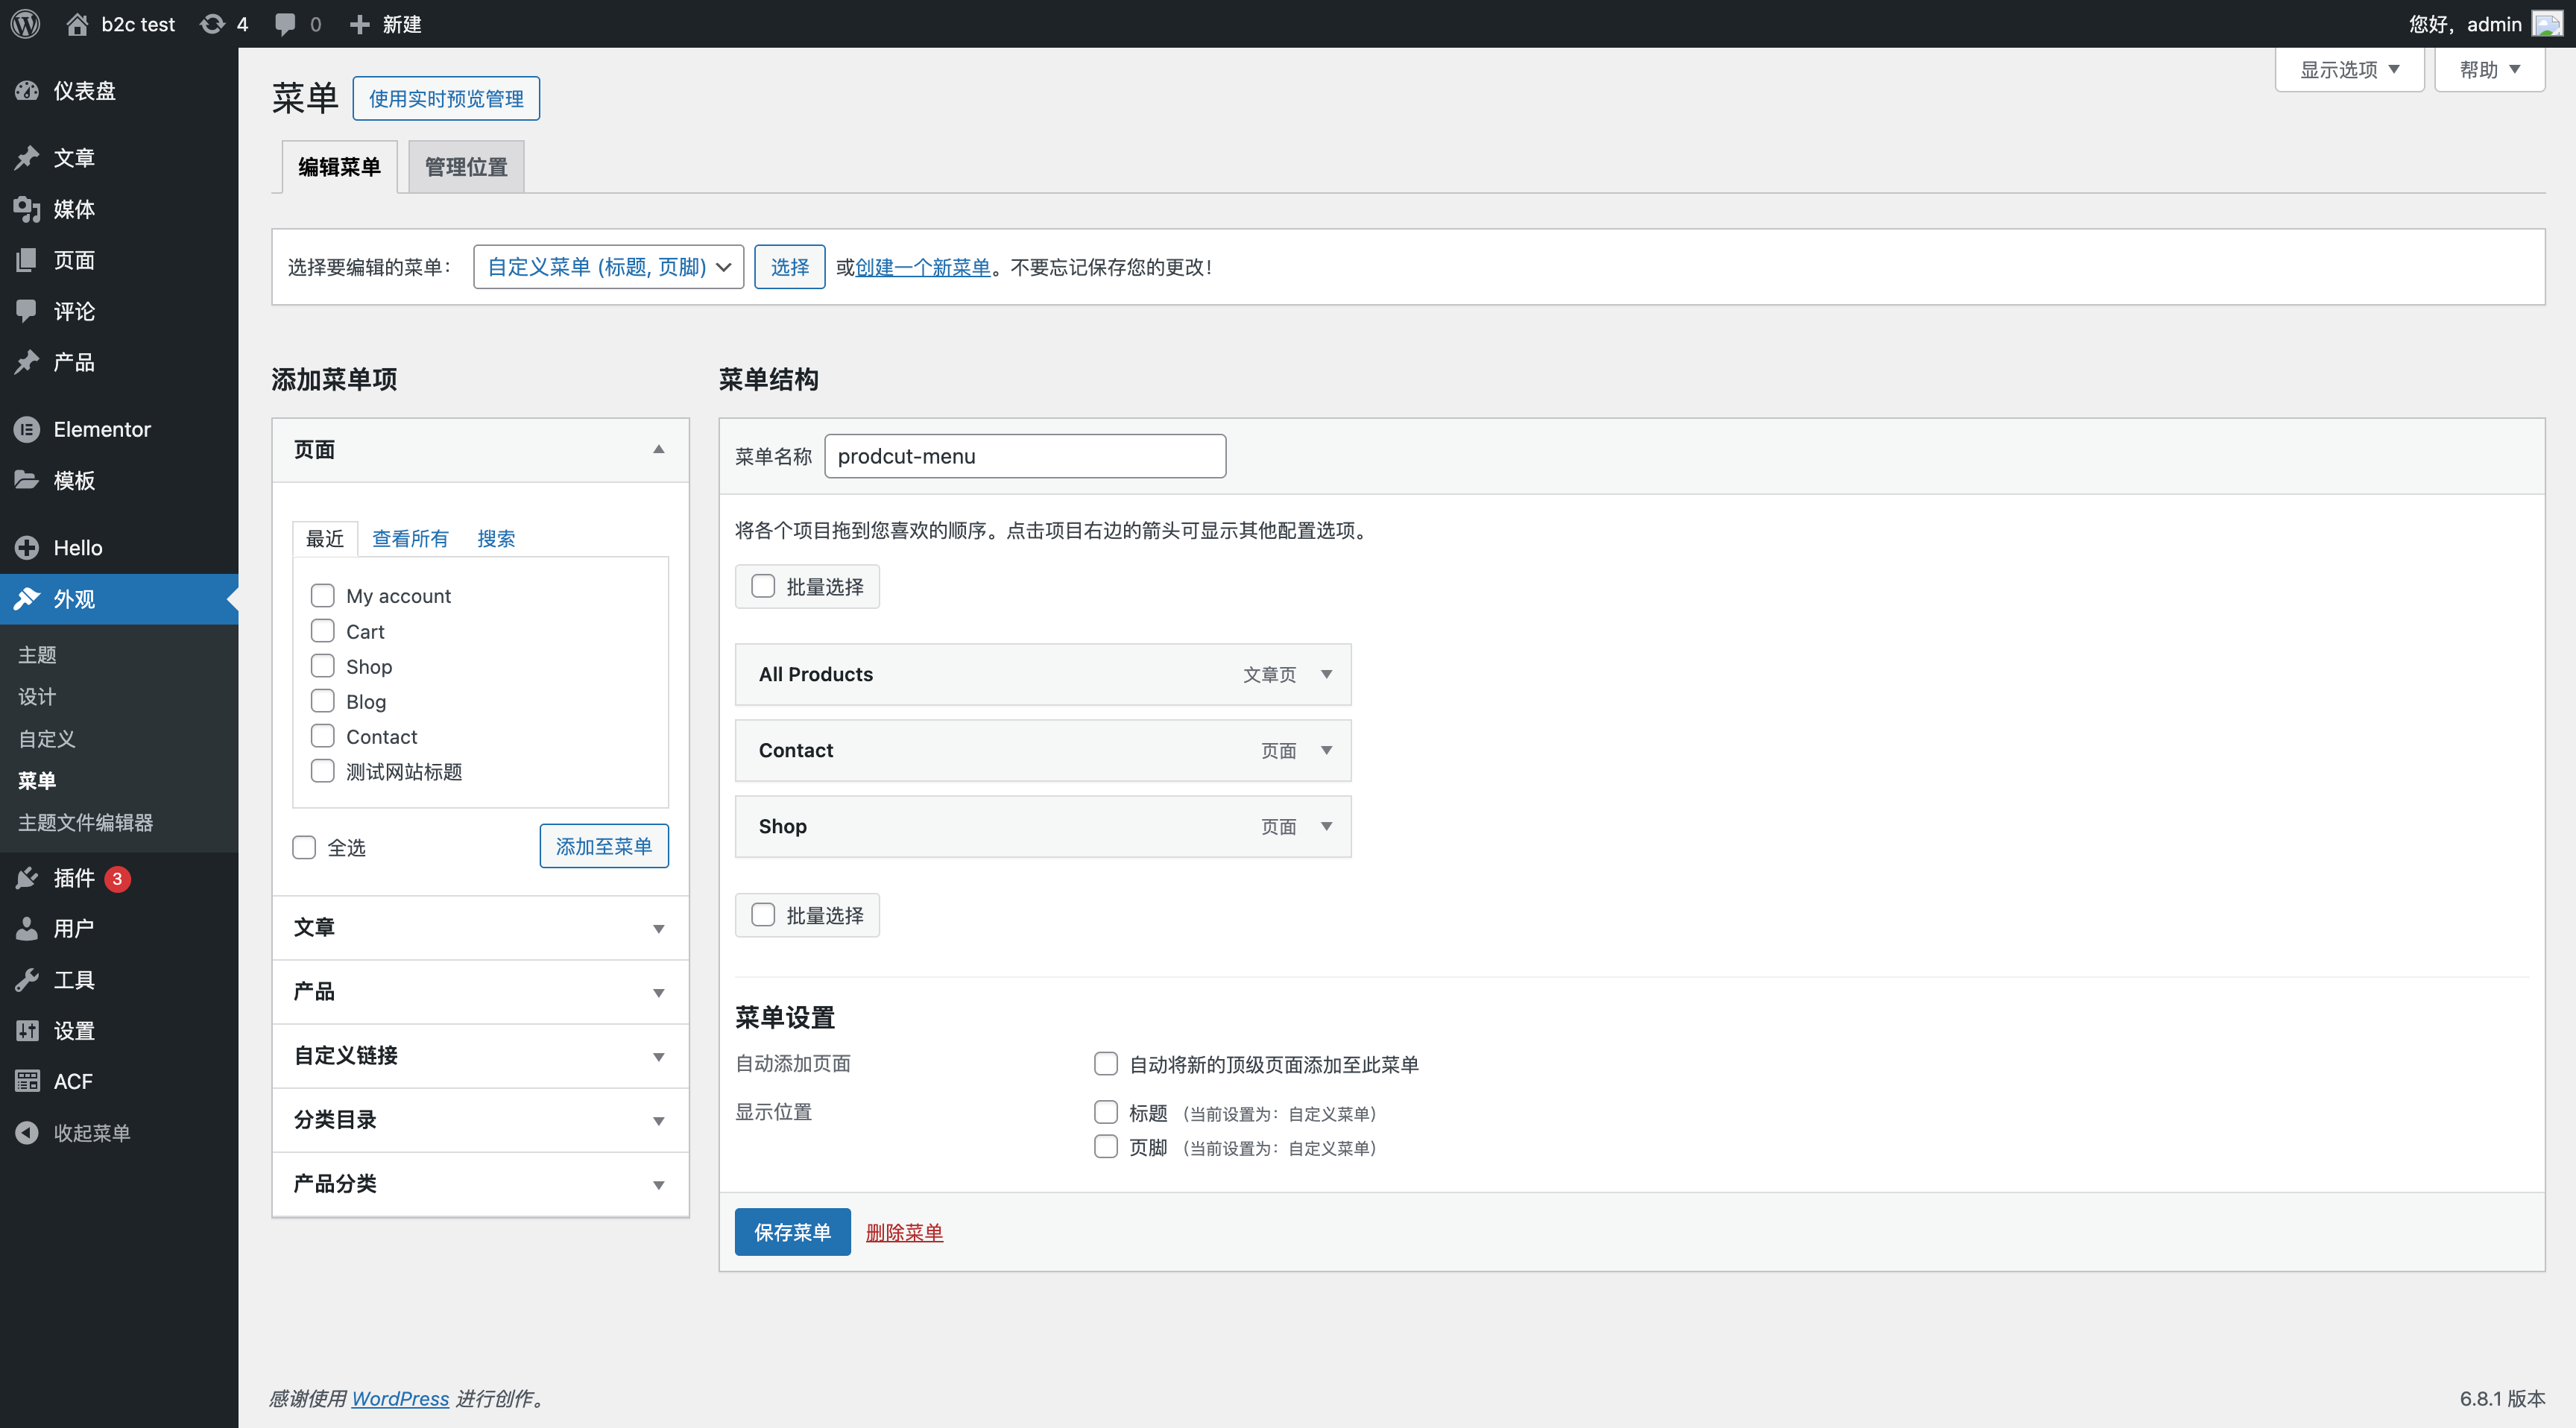 b2c test 4 0 新建
您好，admin
显示选项
帮助
仪表盘
文章
媒体
页面
评论
产品
Elementor
模板
Hello
外观
主题
设计
自定义
菜单
主题文件编辑器
插件 3
用户
工具
设置
ACF
收起菜单
菜单 使用实时预览管理
编辑菜单 管理位置
选择要编辑的菜单： 自定义菜单 (标题, 页脚) 选择 或创建一个新菜单。不要忘记保存您的更改！
添加菜单项
页面
最近 查看所有 搜索
My account
Cart
Shop
Blog
Contact
测试网站标题
全选 添加至菜单
文章
产品
自定义链接
分类目录
产品分类
菜单结构
菜单名称 prodcut-menu
将各个项目拖到您喜欢的顺序。点击项目右边的箭头可显示其他配置选项。
批量选择
All Products 文章页
Contact 页面
Shop 页面
批量选择
菜单设置
自动添加页面 自动将新的顶级页面添加至此菜单
显示位置 标题 （当前设置为：自定义菜单）
页脚 （当前设置为：自定义菜单）
保存菜单 删除菜单
感谢使用 WordPress 进行创作。
6.8.1 版本